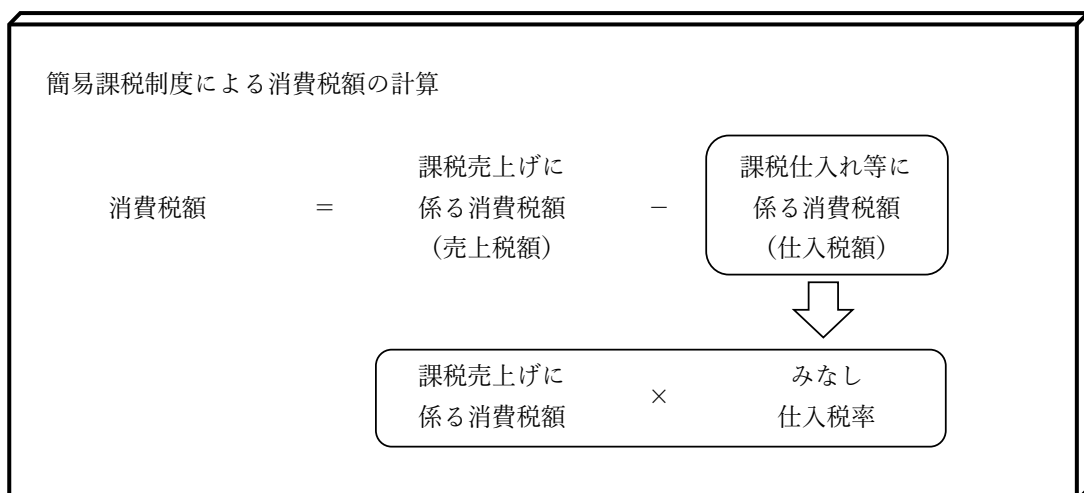 簡易課税制度による消費税額の計算
消費税額 = 課税売上げに係る消費税額(売上税額) − 課税仕入れ等に係る消費税額(仕入税額)
課税売上げに係る消費税額 × みなし仕入税率